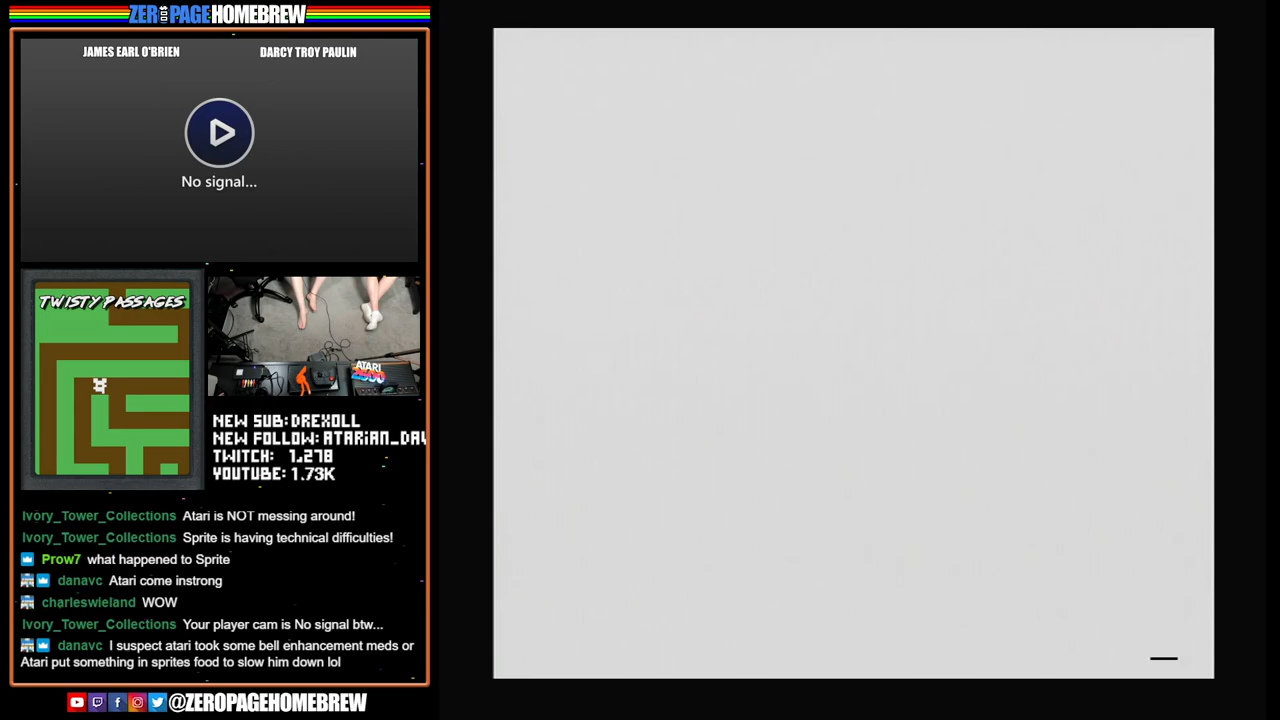 ZERO PAGE HOMEBREW
JAMES EARL O'BRIEN
DARCY TROY PAULIN
No signal...
TWISTY PASSAGES
ATARI
2600
NEW SUB:DREXOLL
NEW FOLLOW:ATARIAN_DAV
TWITCH: 1,278
YOUTUBE: 1.73K
Ivory_Tower_Collections Atari is NOT messing around!
Ivory_Tower_Collections Sprite is having technical difficulties!
Prow7 what happened to Sprite
danavc Atari come instrong
charleswieland WOW
Ivory_Tower_Collections Your player cam is No signal btw...
danavc I suspect atari took some bell enhancement meds or
Atari put something in sprites food to slow him down lol
@ZEROPAGEHOMEBREW